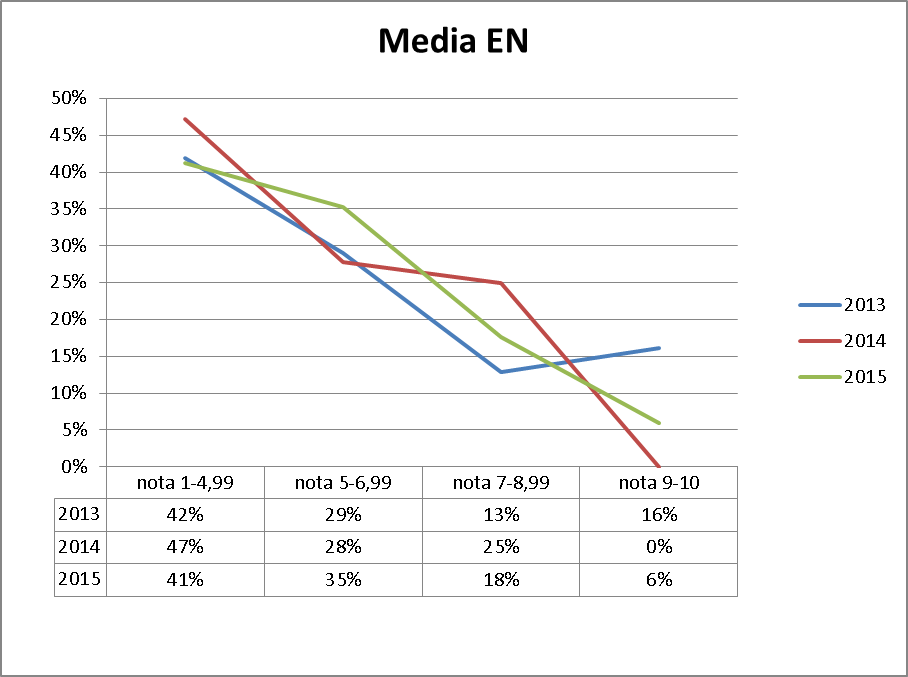 Media EN
50%
45%
40%
35%
30%
25%
20%
15%
10%
5%
0%
nota 1-4,99 nota 5-6,99 nota 7-8,99 nota 9-10
2013 42% 29% 13% 16%
2014 47% 28% 25% 0%
2015 41% 35% 18% 6%
2013
2014
2015